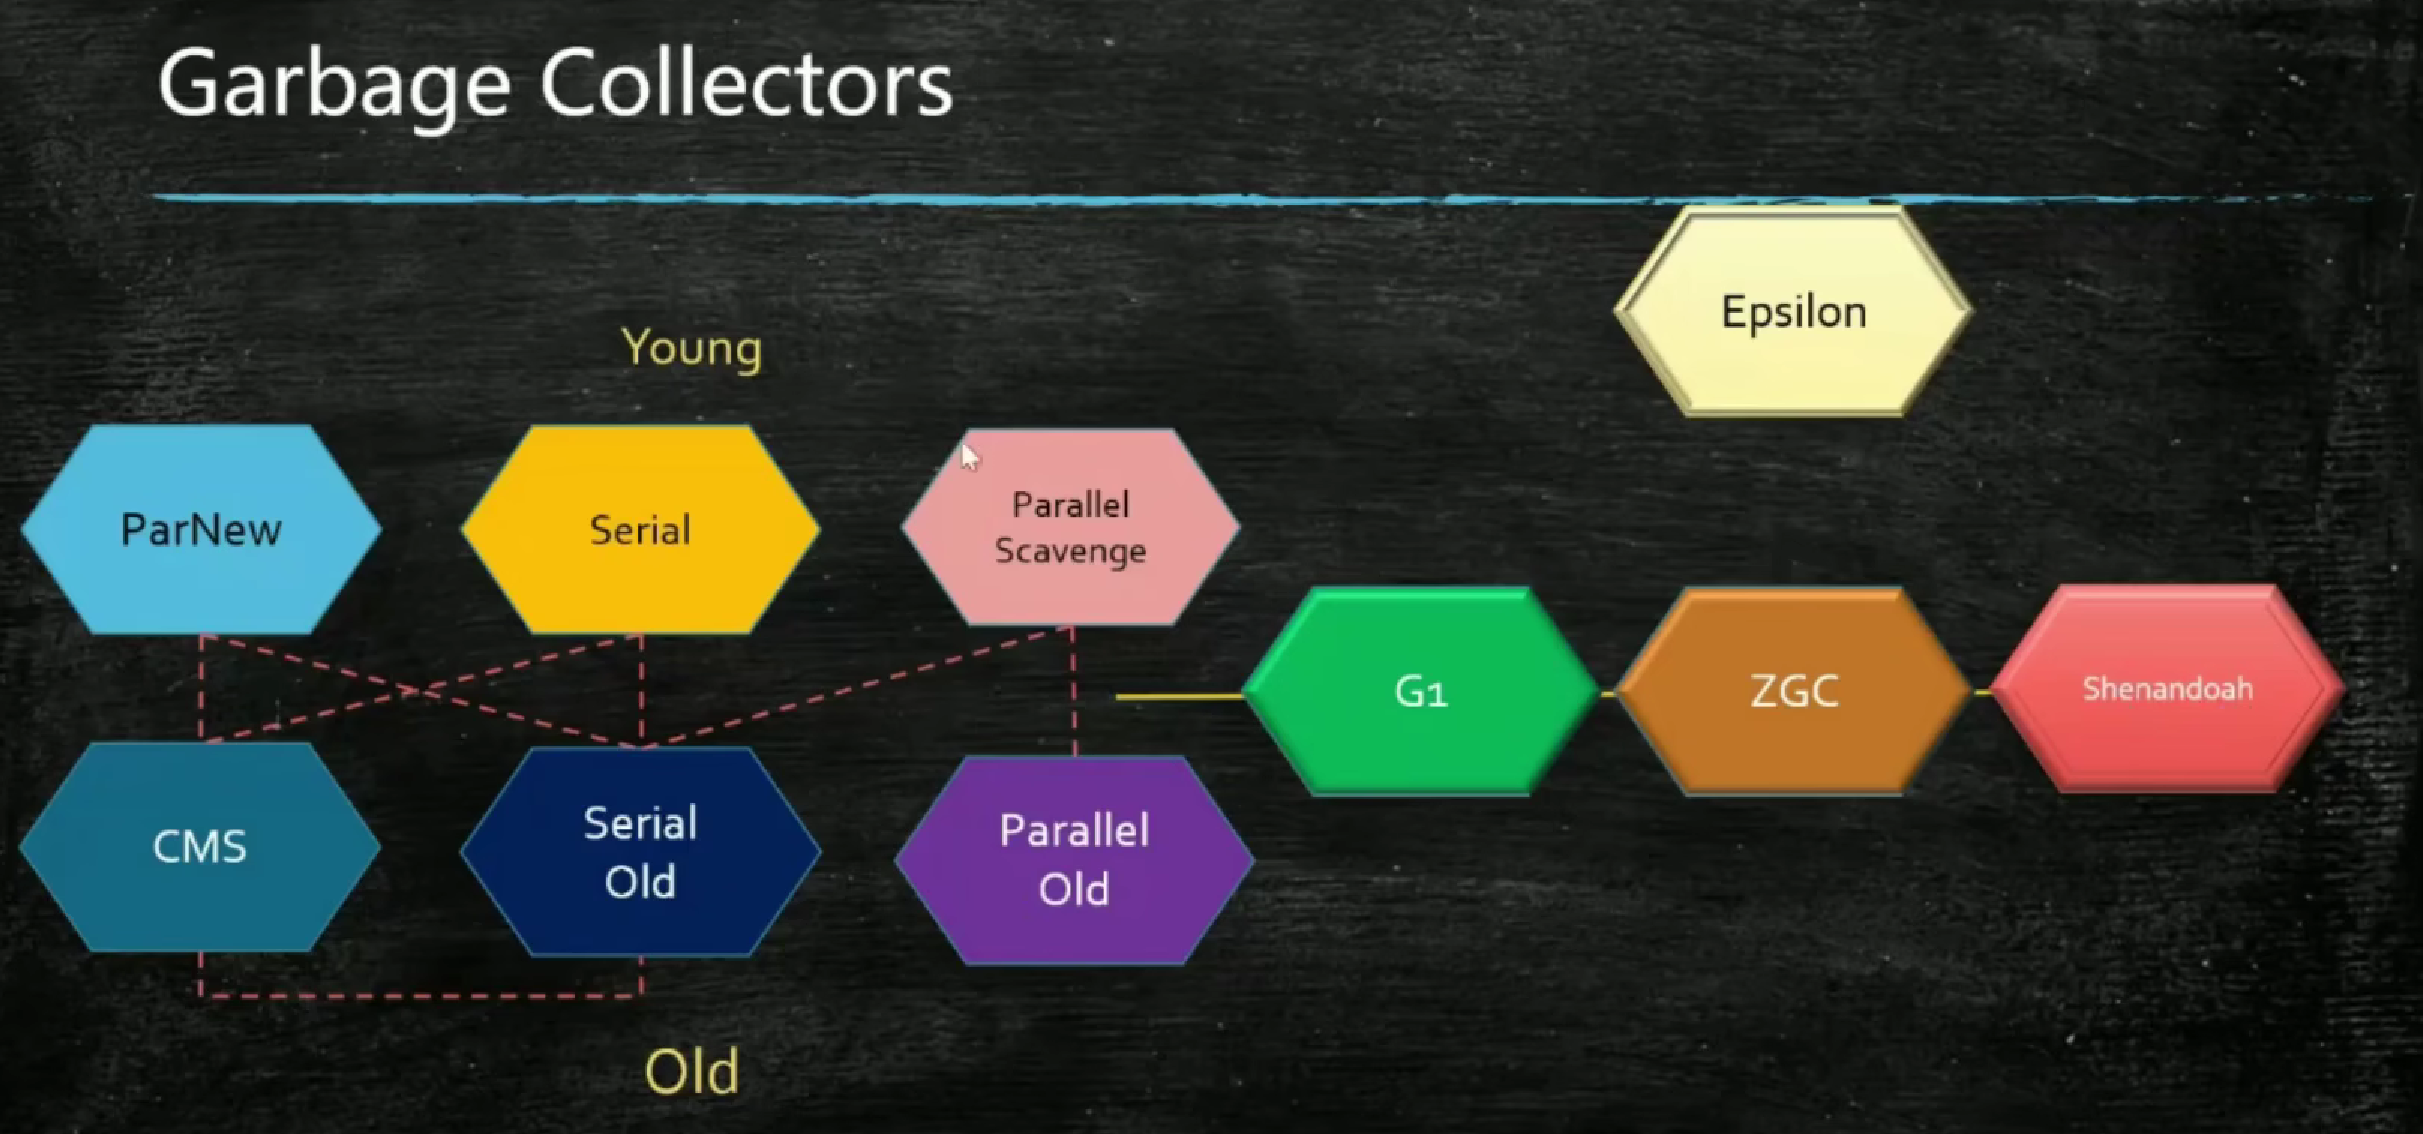 Garbage Collectors
Epsilon
Young
ParNew
Serial
Parallel
Scavenge
G1
ZGC
Shenandoah
CMS
Serial
Old
Parallel
Old
Old